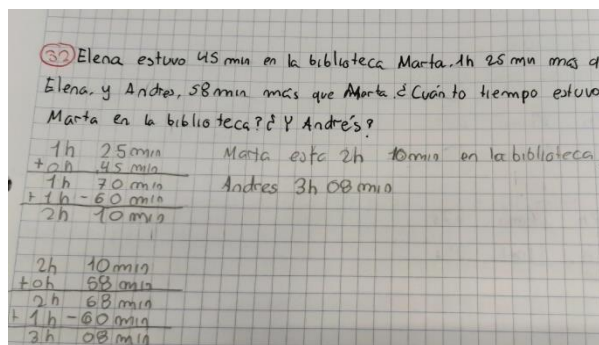 32 Elena estuvo 45 min en la biblioteca Marta. 1h 25 mn mas q
Elena, y Andres, 58 min más que Marta ¿Cuánto tiempo estuvo
Marta en la biblioteca? ¿Y Andrés?
1h 25 min
+0h 45 min
1h 70 min
+1h - 60 min
2h 10 min
Marta esta 2h 10 min en la biblioteca
Andres 3h 08 min
2h 10 min
+0h 58 min
2h 68 min
+1h - 60 min
3h 08 min